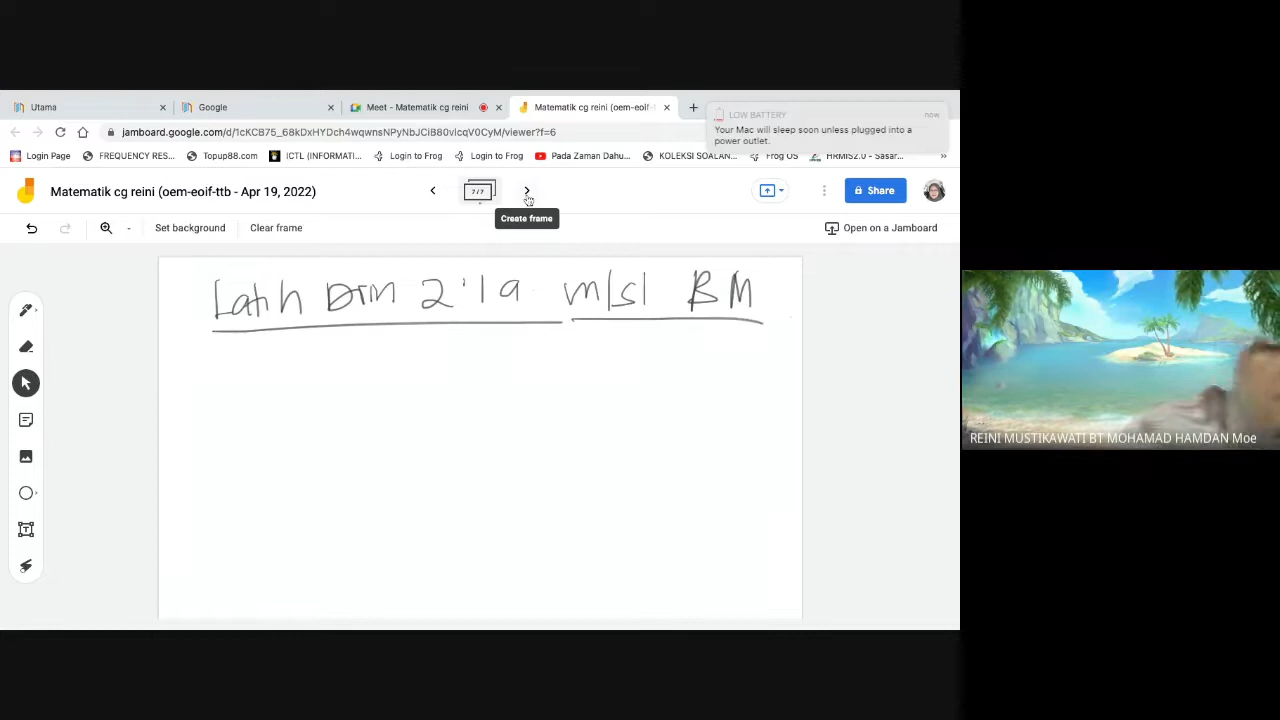 Utama
Google
Meet - Matematik cg reini
Matematik cg reini (oem-eoif-
LOW BATTERY
now
Your Mac will sleep soon unless plugged into a
power outlet.
jamboard.google.com/d/1cKCB75_68kDxHYDch4wqwnsNPyNbJCiB80vlcqV0CyM/viewer?f=6
Login Page
FREQUENCY RES...
Topup88.com
ICTL (INFORMATI...
Login to Frog
Login to Frog
Pada Zaman Dahu...
KOLEKSI SOALAN...
Frog OS
HRMIS2.0 - Sasar...
»
Matematik cg reini (oem-eoif-ttb - Apr 19, 2022)
7/7
Share
Create frame
Set background
Clear frame
Open on a Jamboard
Latih Drm 2.1a m/s1 BM
REINI MUSTIKAWATI BT MOHAMAD HAMDAN Moe